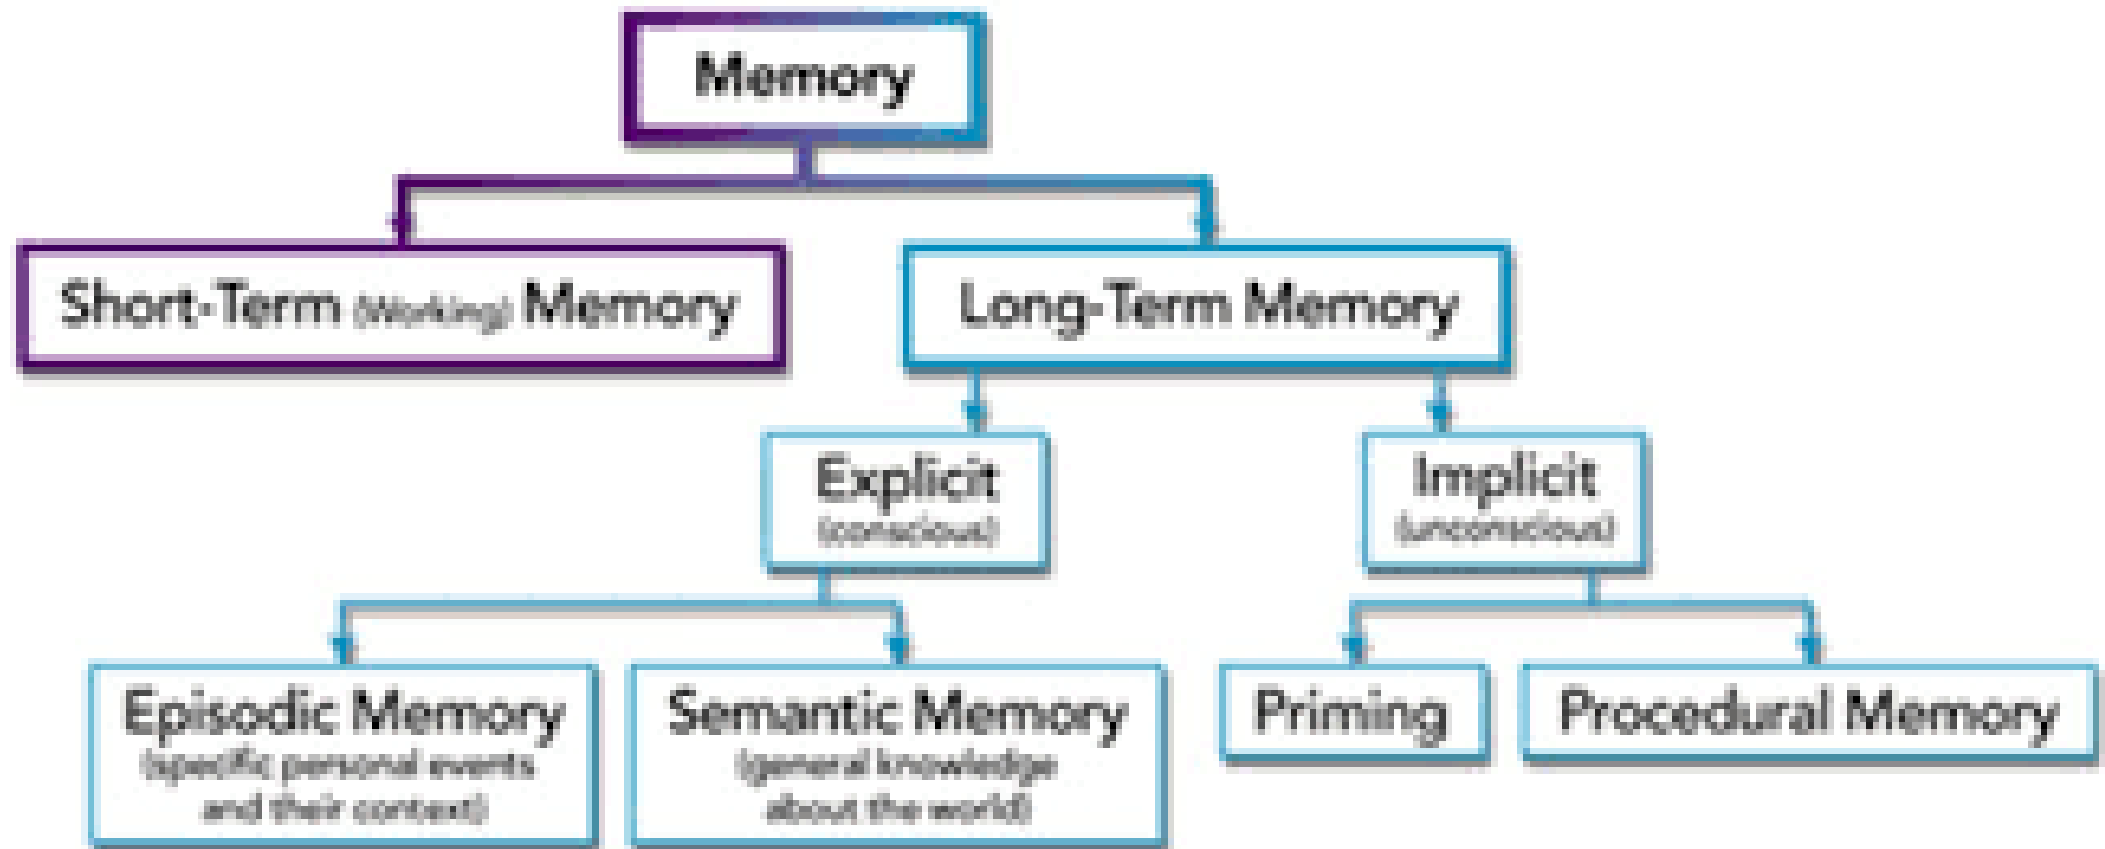 Memory
Short-Term (Working) Memory
Long-Term Memory
Explicit
(conscious)
Implicit
(unconscious)
Episodic Memory
(specific personal events
and their context)
Semantic Memory
(general knowledge
about the world)
Priming
Procedural Memory